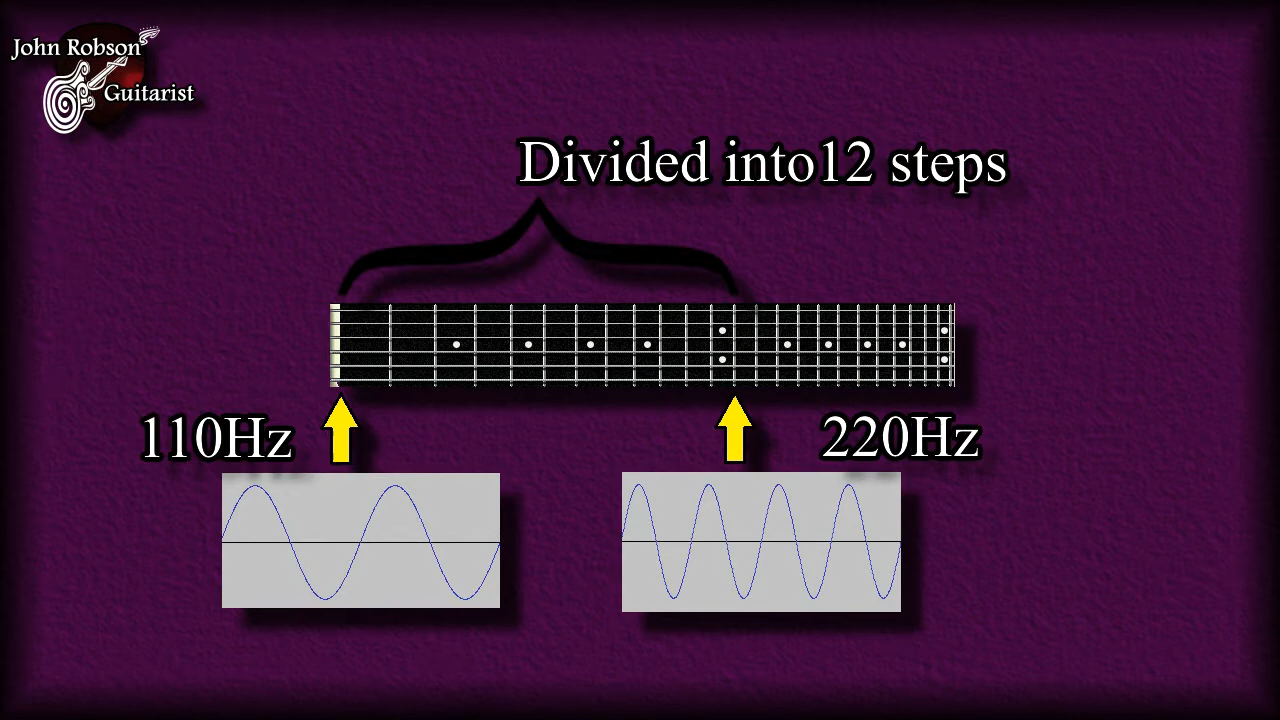 John Robson
Guitarist
Divided into12 steps
110Hz
220Hz